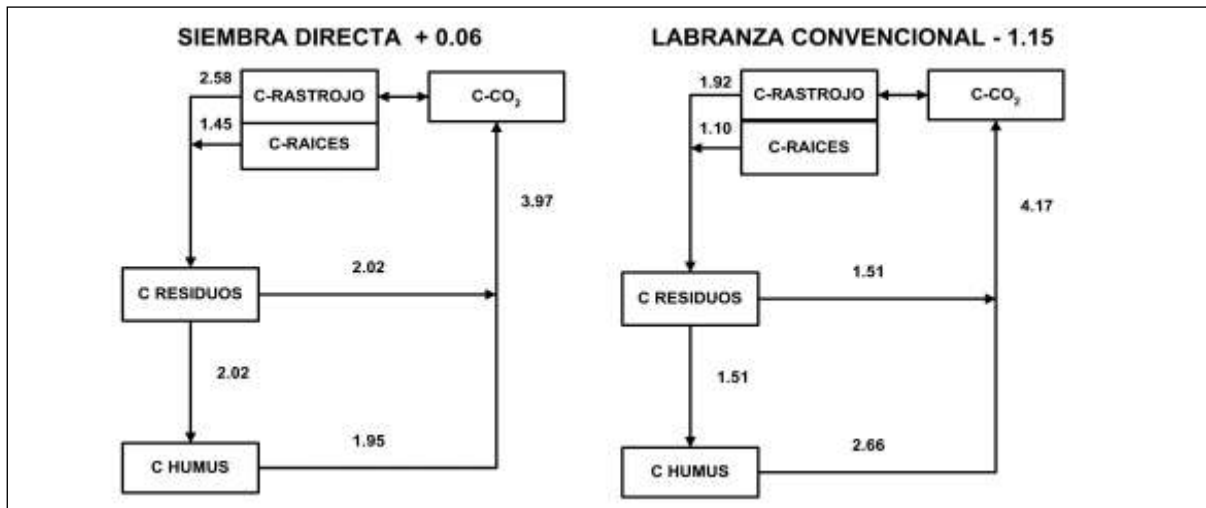 SIEMBRA DIRECTA + 0.06
2.58
C-RASTROJO
C-CO₂
1.45
C-RAICES
3.97
C RESIDUOS
2.02
2.02
C HUMUS
1.95
LABRANZA CONVENCIONAL - 1.15
1.92
C-RASTROJO
C-CO₂
1.10
C-RAICES
4.17
C RESIDUOS
1.51
1.51
C HUMUS
2.66